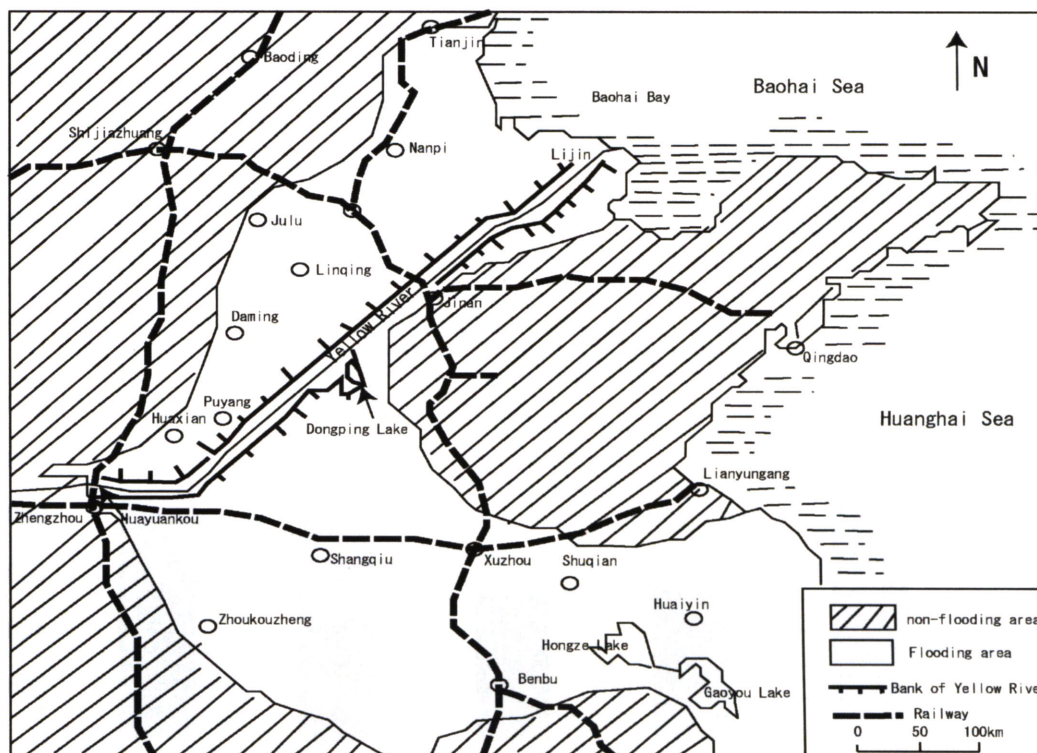 Tianjin
Baoding
N
Baohai Bay
Baohai Sea
Shijiazhuang
Nanpi
Lijin
Julu
Linqing
Jinan
Daming
Yellow River
Qingdao
Puyang
Huaxian
Dongping Lake
Huanghai Sea
Lianyungang
Zhengzhou
Huayuankou
Shangqiu
Xuzhou
Shuqian
Huaiyin
Zhoukouzheng
Hongze Lake
Benbu
Gaoyou Lake
non-flooding area
Flooding area
Bank of Yellow River
Railway
0 50 100km